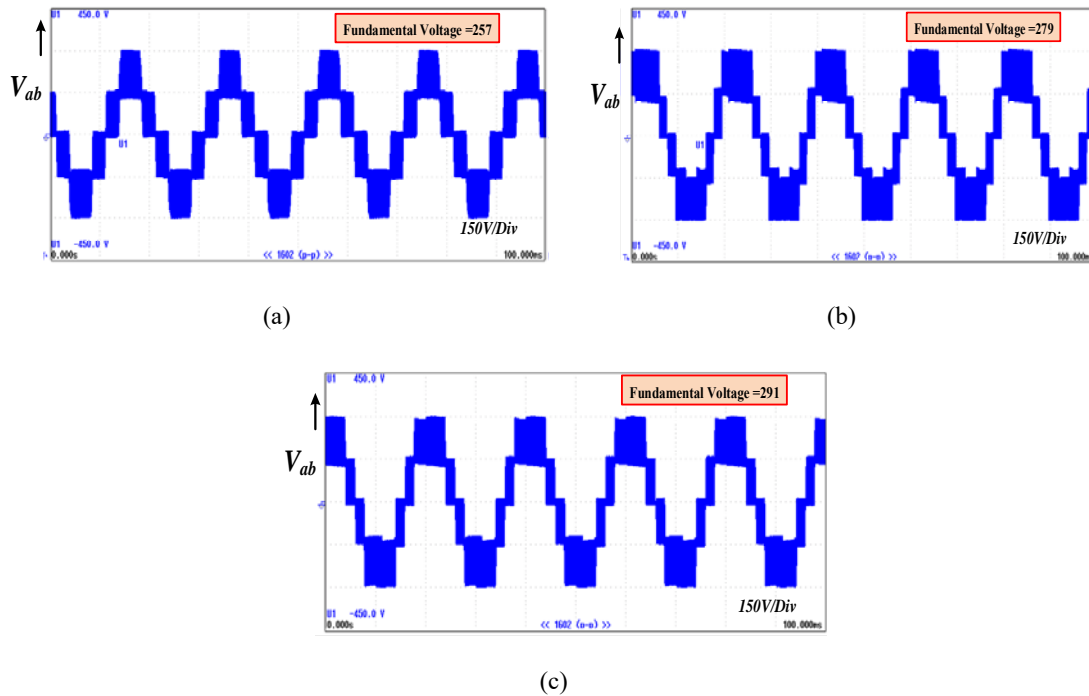 U1 450.0 V
Fundamental Voltage =257
Vab
U1
150V/Div
U1 -450.0 V
0.000s
<< 1602 (p-p) >>
100.000ms
(a)
U1 450.0 V
Fundamental Voltage =279
Vab
U1
150V/Div
U1 -450.0 V
0.000s
<< 1602 (p-p) >>
100.000ms
(b)
U1 450.0 V
Fundamental Voltage =291
Vab
150V/Div
U1 -450.0 V
0.000s
<< 1602 (p-p) >>
100.000ms
(c)